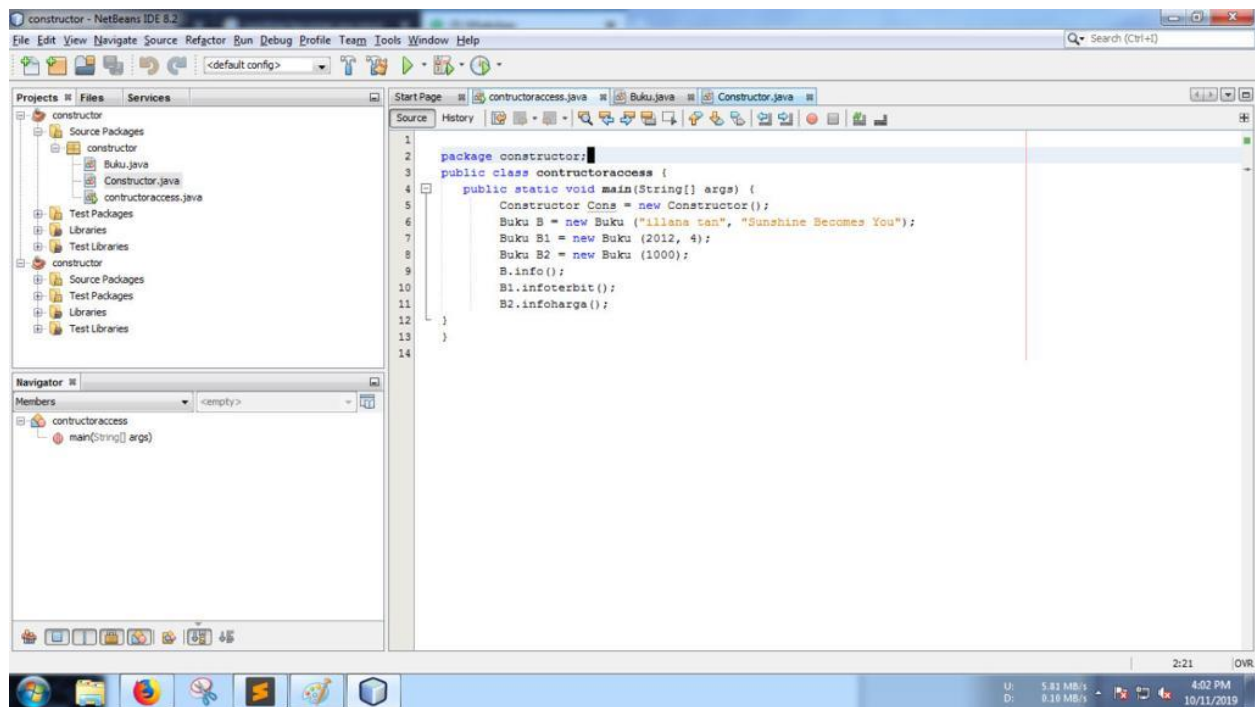 constructor - NetBeans IDE 8.2
File Edit View Navigate Source Refactor Run Debug Profile Team Tools Window Help
Search (Ctrl+I)
<default config>
Projects Files Services
constructor
Source Packages
constructor
Buku.java
Constructor.java
contructoraccess.java
Test Packages
Libraries
Test Libraries
constructor
Source Packages
Test Packages
Libraries
Test Libraries
Navigator
Members
<empty>
contructoraccess
main(String[] args)
Start Page contructoraccess.java Buku.java Constructor.java
Source History
1
2 package constructor;
3 public class contructoraccess {
4 public static void main(String[] args) {
5 Constructor Cons = new Constructor();
6 Buku B = new Buku ("illana tan", "Sunshine Becomes You");
7 Buku B1 = new Buku (2012, 4);
8 Buku B2 = new Buku (1000);
9 B.info();
10 B1.infoterbit();
11 B2.infoharga();
12 }
13 }
14
2:21 OVR
U: 5.81 MB/s
D: 0.10 MB/s
4:02 PM
10/11/2019